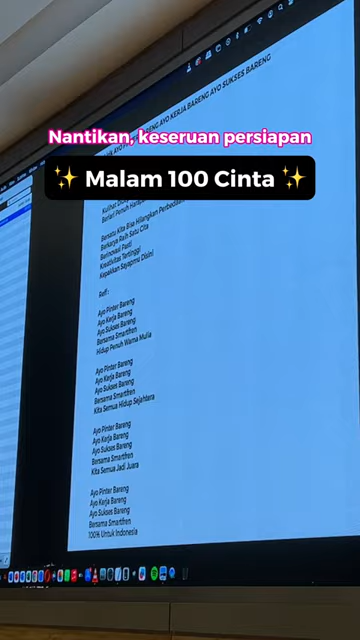 AYO KERJA BARENG AYO SUKSES BARENG
Nantikan, keseruan persiapan
✨ Malam 100 Cinta ✨
Berlari Penuh
Bersatu Kita Bisa Hilangkan
Berkarya Raih Satu Cita
Berinovasi Pasti
Kreativitas Tertinggi
Kepakkan Sayapmu Disini
Reff :
Ayo Pinter Bareng
Ayo Kerja Bareng
Ayo Sukses Bareng
Bersama Smartfren
Hidup Penuh Warna Mulia
Ayo Pinter Bareng
Ayo Kerja Bareng
Ayo Sukses Bareng
Bersama Smartfren
Kita Semua Hidup Sejahtera
Ayo Pinter Bareng
Ayo Kerja Bareng
Ayo Sukses Bareng
Bersama Smartfren
Kita Semua Jadi Juara
Ayo Pinter Bareng
Ayo Kerja Bareng
Ayo Sukses Bareng
Bersama Smartfren
100% Untuk Indonesia